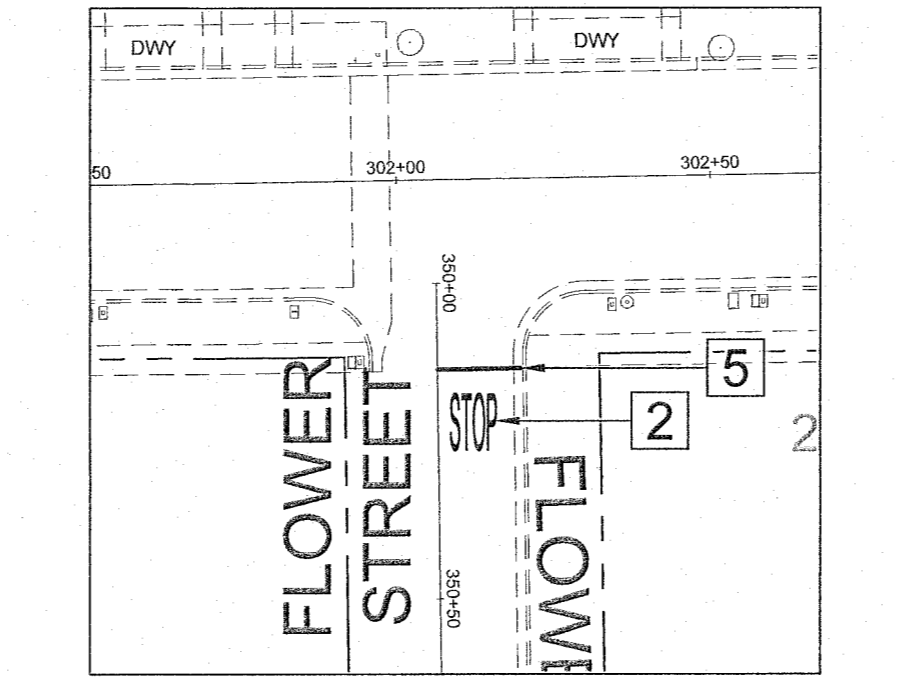 DWY
DWY
50
302+00
302+50
350+00
5
STOP
2
2
FLOWER
STREET
FLOWE
350+50